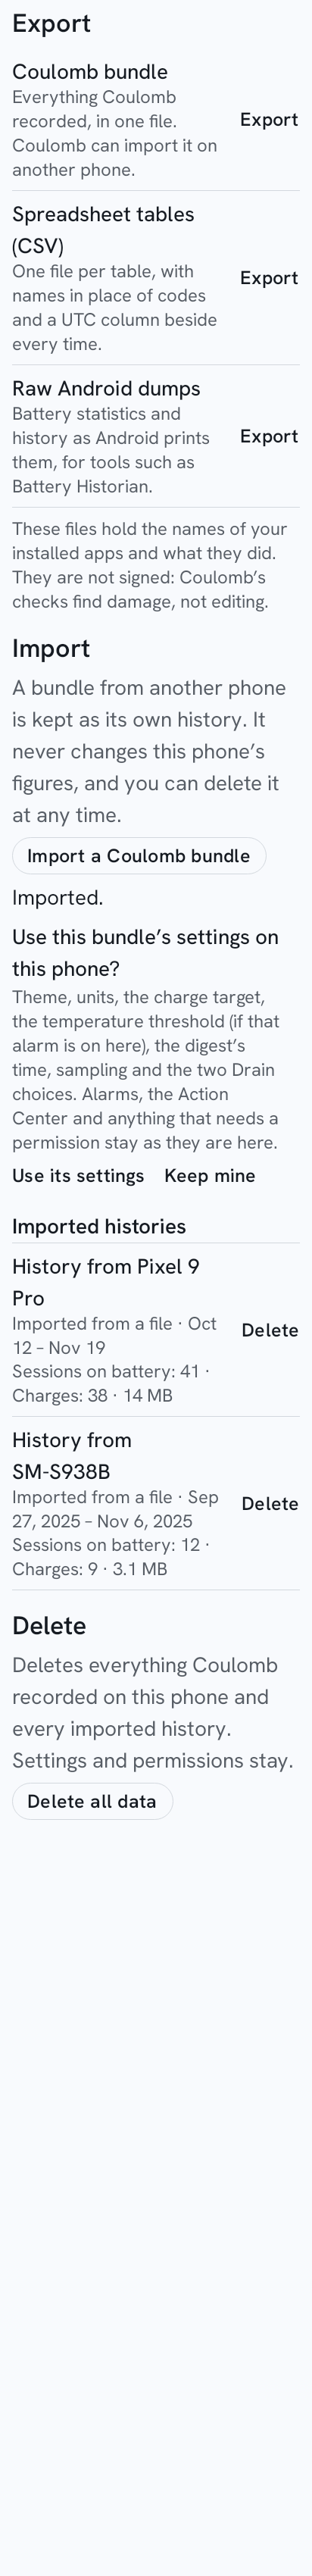 Export
Coulomb bundle
Everything Coulomb
recorded, in one file.
Coulomb can import it on
another phone.
Export
Spreadsheet tables
(CSV)
One file per table, with
names in place of codes
and a UTC column beside
every time.
Export
Raw Android dumps
Battery statistics and
history as Android prints
them, for tools such as
Battery Historian.
Export
These files hold the names of your
installed apps and what they did.
They are not signed: Coulomb’s
checks find damage, not editing.
Import
A bundle from another phone
is kept as its own history. It
never changes this phone’s
figures, and you can delete it
at any time.
Import a Coulomb bundle
Imported.
Use this bundle’s settings on
this phone?
Theme, units, the charge target,
the temperature threshold (if that
alarm is on here), the digest’s
time, sampling and the two Drain
choices. Alarms, the Action
Center and anything that needs a
permission stay as they are here.
Use its settings Keep mine
Imported histories
History from Pixel 9
Pro
Imported from a file · Oct
12 – Nov 19
Sessions on battery: 41 ·
Charges: 38 · 14 MB
Delete
History from
SM-S938B
Imported from a file · Sep
27, 2025 – Nov 6, 2025
Sessions on battery: 12 ·
Charges: 9 · 3.1 MB
Delete
Delete
Deletes everything Coulomb
recorded on this phone and
every imported history.
Settings and permissions stay.
Delete all data